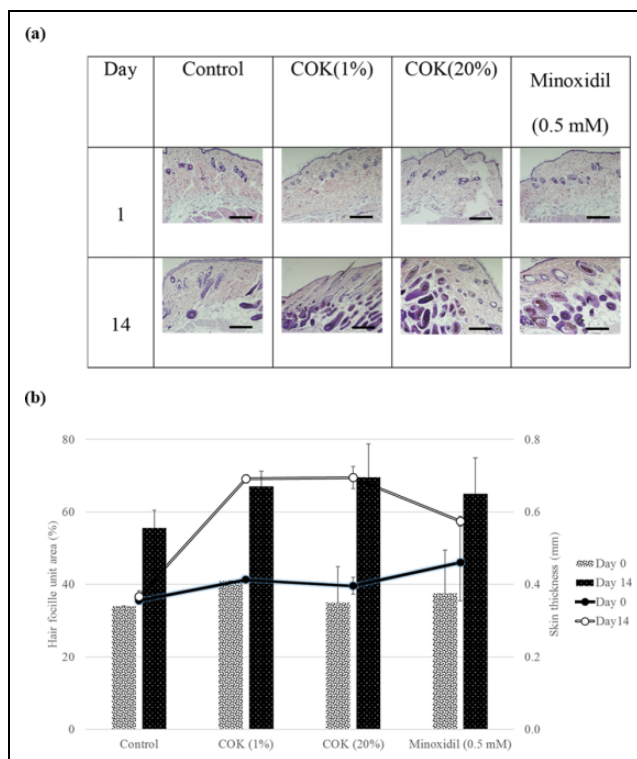 (a)
Day Control COK(1%) COK(20%) Minoxidil
(0.5 mM)
1
14
(b)
80 0.8
60 0.6
40 0.4
20 0.2
0 0.0
Hair focille unit area (%)
Skin thickness (mm)
Day 0
Day 14
Day 0
Day14
Control COK (1%) COK (20%) Minoxidil (0.5 mM)